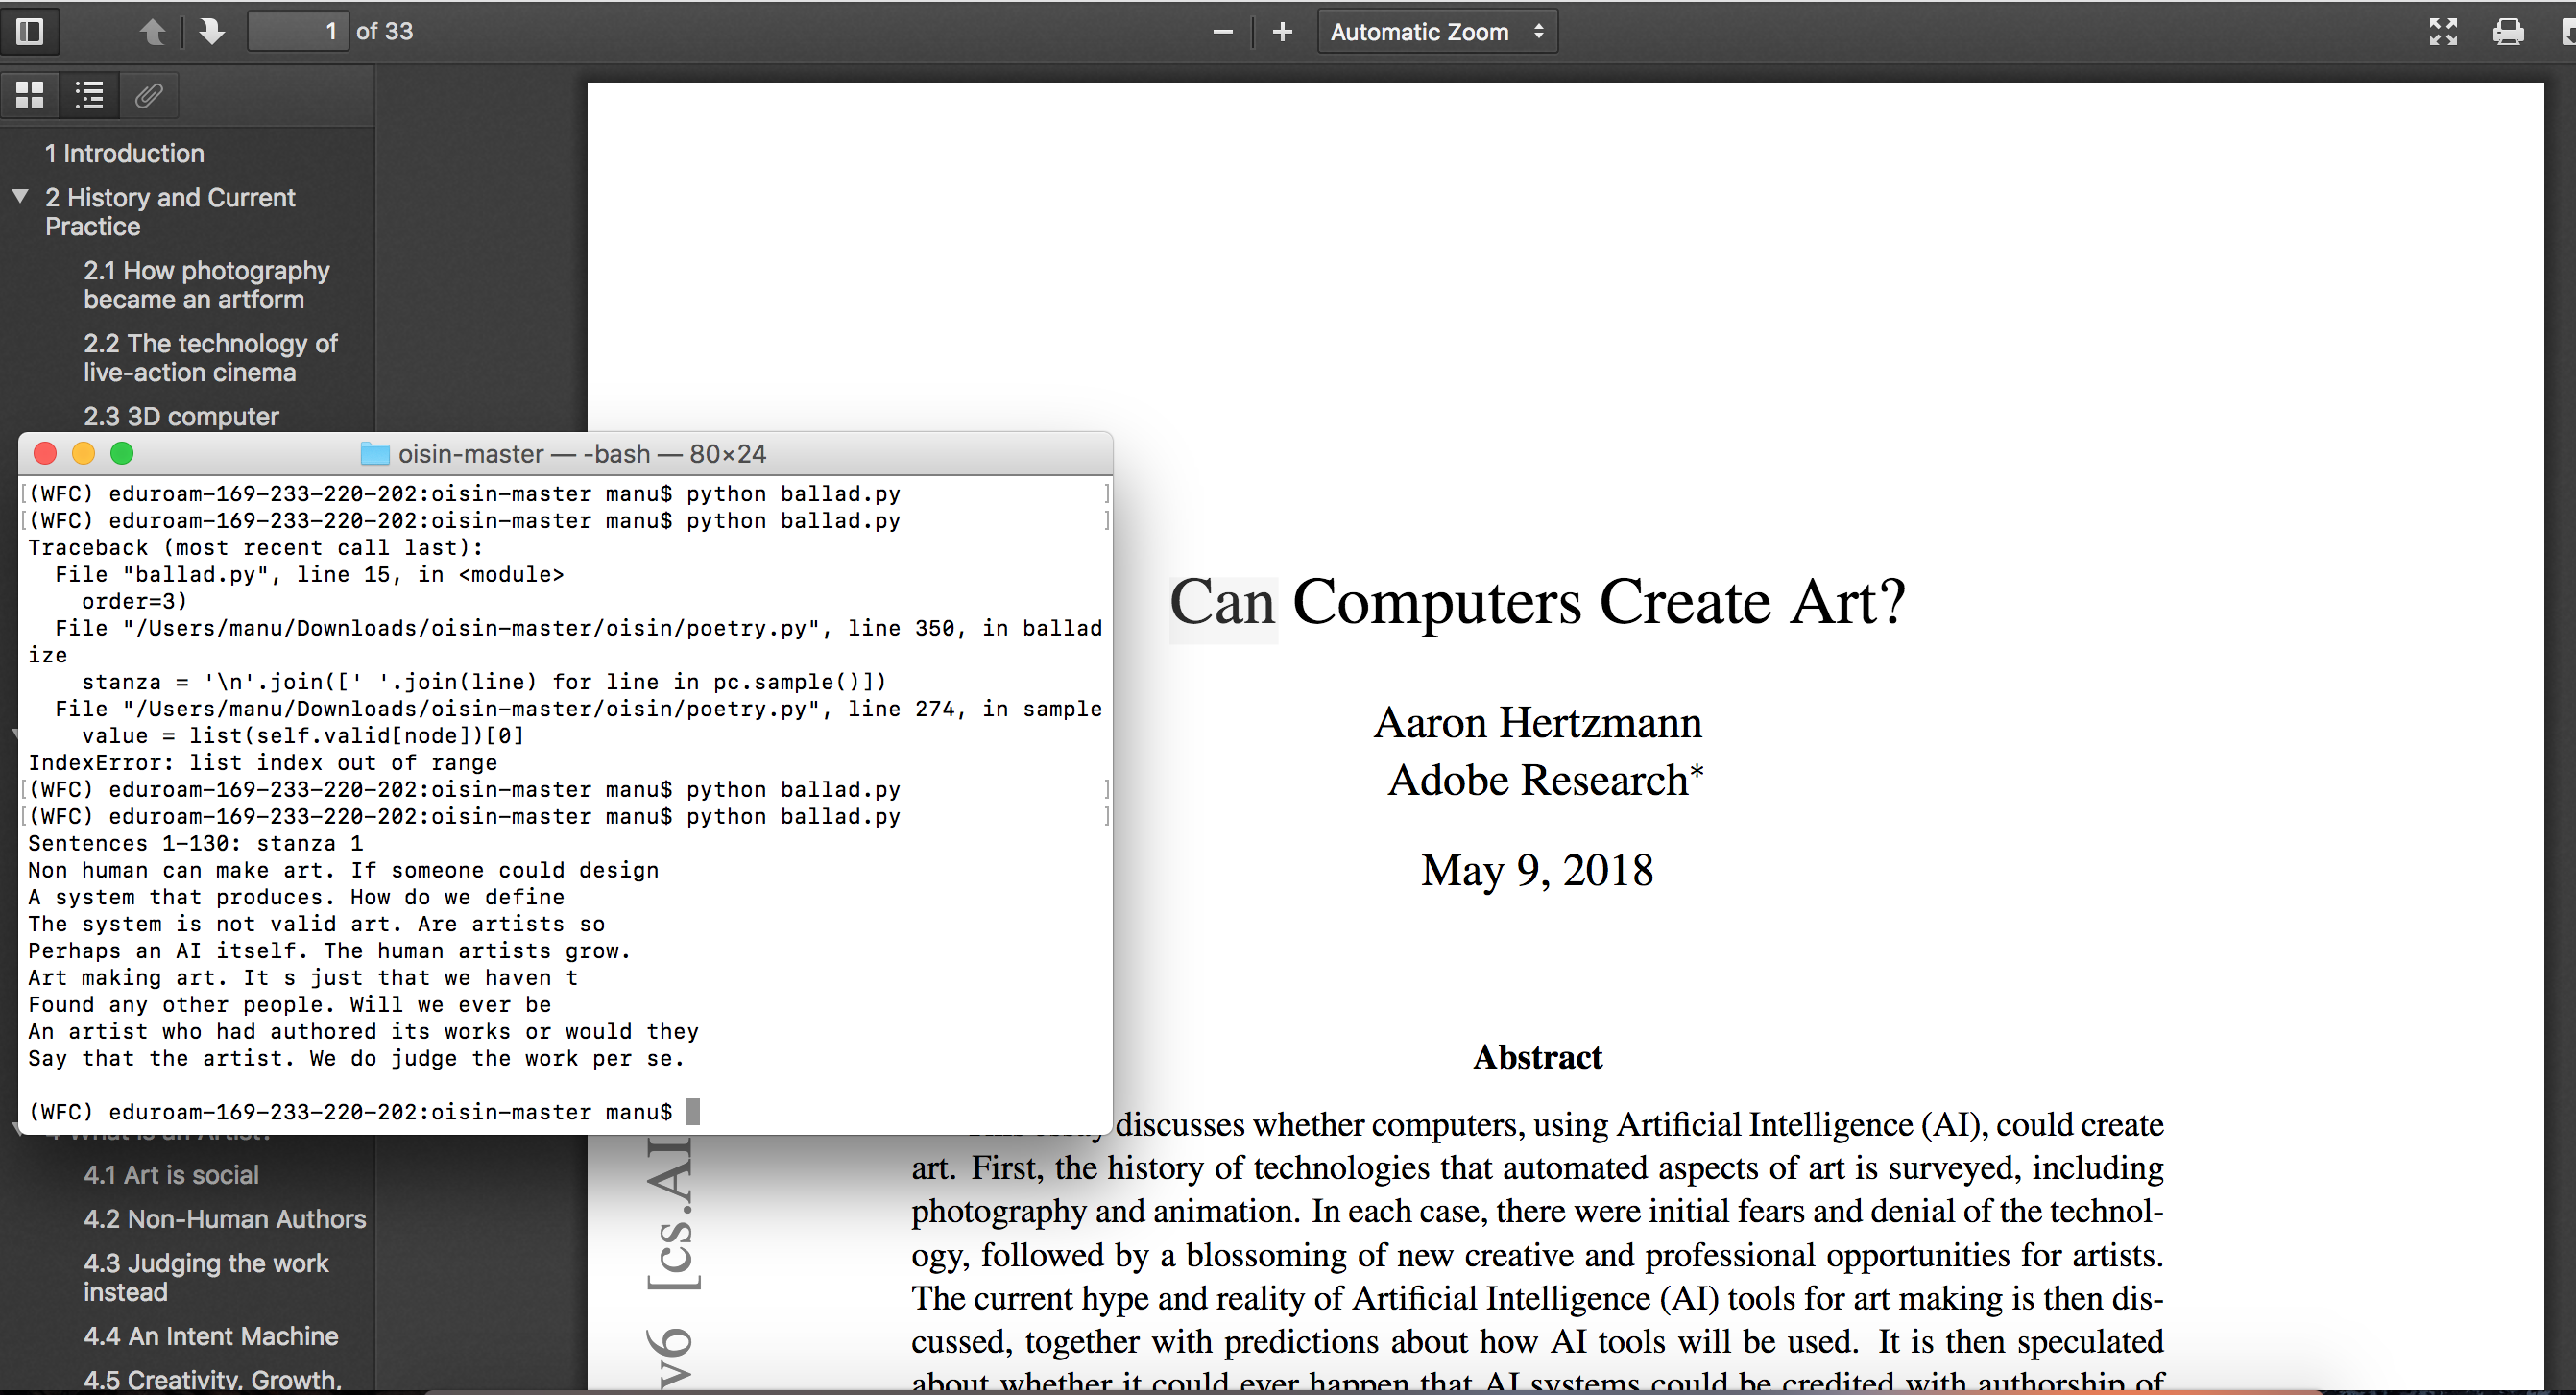 1 of 33
Automatic Zoom
1 Introduction
2 History and Current
Practice
2.1 How photography
became an artform
2.2 The technology of
live-action cinema
2.3 3D computer
oisin-master — -bash — 80×24
[(WFC) eduroam-169-233-220-202:oisin-master manu$ python ballad.py ]
[(WFC) eduroam-169-233-220-202:oisin-master manu$ python ballad.py ]
Traceback (most recent call last):
  File "ballad.py", line 15, in <module>
    order=3)
  File "/Users/manu/Downloads/oisin-master/oisin/poetry.py", line 350, in ballad
ize
    stanza = '\n'.join([' '.join(line) for line in pc.sample()])
  File "/Users/manu/Downloads/oisin-master/oisin/poetry.py", line 274, in sample
    value = list(self.valid[node])[0]
IndexError: list index out of range
[(WFC) eduroam-169-233-220-202:oisin-master manu$ python ballad.py ]
[(WFC) eduroam-169-233-220-202:oisin-master manu$ python ballad.py ]
Sentences 1-130: stanza 1
Non human can make art. If someone could design
A system that produces. How do we define
The system is not valid art. Are artists so
Perhaps an AI itself. The human artists grow.
Art making art. It s just that we haven t
Found any other people. Will we ever be
An artist who had authored its works or would they
Say that the artist. We do judge the work per se.
(WFC) eduroam-169-233-220-202:oisin-master manu$
4 What is an Artist?
4.1 Art is social
4.2 Non-Human Authors
4.3 Judging the work
instead
4.4 An Intent Machine
4.5 Creativity, Growth,
v6 [cs.AI
Can Computers Create Art?
Aaron Hertzmann
Adobe Research*
May 9, 2018
Abstract
This essay discusses whether computers, using Artificial Intelligence (AI), could create
art. First, the history of technologies that automated aspects of art is surveyed, including
photography and animation. In each case, there were initial fears and denial of the technol-
ogy, followed by a blossoming of new creative and professional opportunities for artists.
The current hype and reality of Artificial Intelligence (AI) tools for art making is then dis-
cussed, together with predictions about how AI tools will be used. It is then speculated
about whether it could ever happen that AI systems could be credited with authorship of